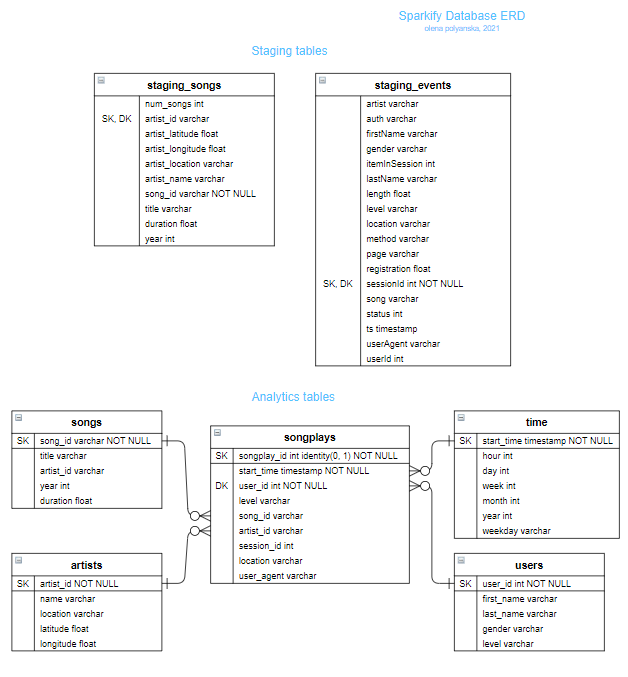 Sparkify Database ERD
olena polyanska, 2021
Staging tables
staging_songs
num_songs int
SK, DK artist_id varchar
artist_latitude float
artist_longitude float
artist_location varchar
artist_name varchar
song_id varchar NOT NULL
title varchar
duration float
year int
staging_events
artist varchar
auth varchar
firstName varchar
gender varchar
itemInSession int
lastName varchar
length float
level varchar
location varchar
method varchar
page varchar
registration float
SK, DK sessionId int NOT NULL
song varchar
status int
ts timestamp
userAgent varchar
userId int
Analytics tables
songs
SK song_id varchar NOT NULL
title varchar
artist_id varchar
year int
duration float
artists
SK artist_id NOT NULL
name varchar
location varchar
latitude float
longitude float
songplays
SK songplay_id int identity(0, 1) NOT NULL
start_time timestamp NOT NULL
DK user_id int NOT NULL
level varchar
song_id varchar
artist_id varchar
session_id int
location varchar
user_agent varchar
time
SK start_time timestamp NOT NULL
hour int
day int
week int
month int
year int
weekday varchar
users
SK user_id int NOT NULL
first_name varchar
last_name varchar
gender varchar
level varchar